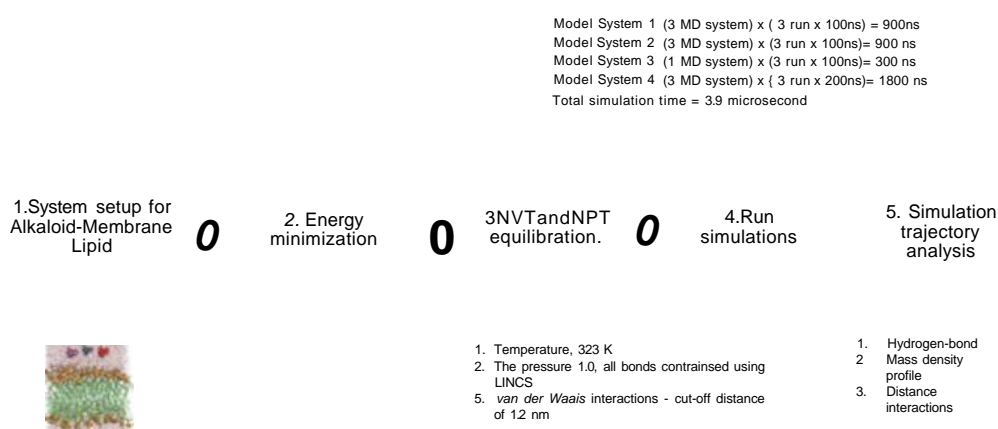 Model System 1 (3 MD system) x ( 3 run x 100ns) = 900ns
Model System 2 (3 MD system) x (3 run x 100ns)= 900 ns
Model System 3 (1 MD system) x (3 run x 100ns)= 300 ns
Model System 4 (3 MD system) x { 3 run x 200ns)= 1800 ns
Total simulation time = 3.9 microsecond
1.System setup for
Alkaloid-Membrane
Lipid
0
2. Energy
minimization
0
3NVTandNPT
equilibration.
0
4.Run
simulations
5. Simulation
trajectory
analysis
1. Temperature, 323 K
2. The pressure 1.0, all bonds contrainsed using
LINCS
5. van der Waais interactions - cut-off distance
of 12 nm
1. Hydrogen-bond
2 Mass density
profile
3. Distance
interactions